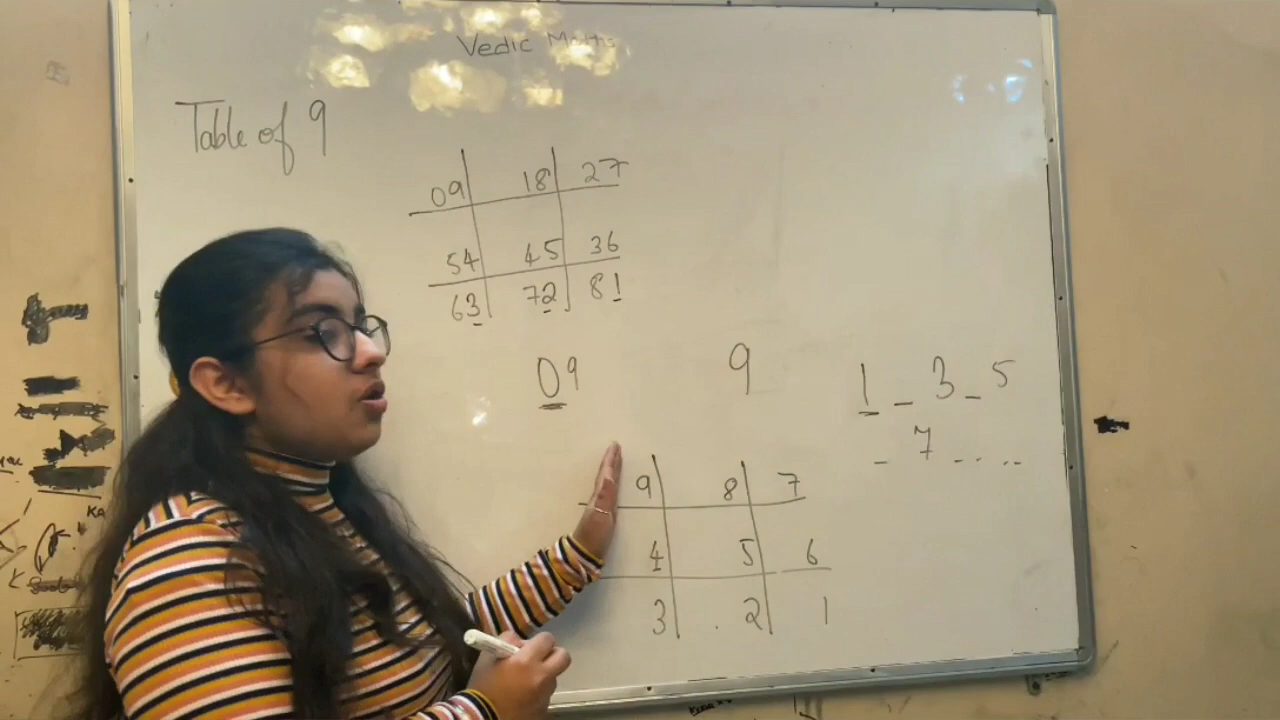 Vedic Maths
Table of 9
09 18 27
54 45 36
63 72 81
09 9 1 _ 3 _ 5
_ 7 _ . . . .
9 8 7
4 5 6
3 . 2 1
KA